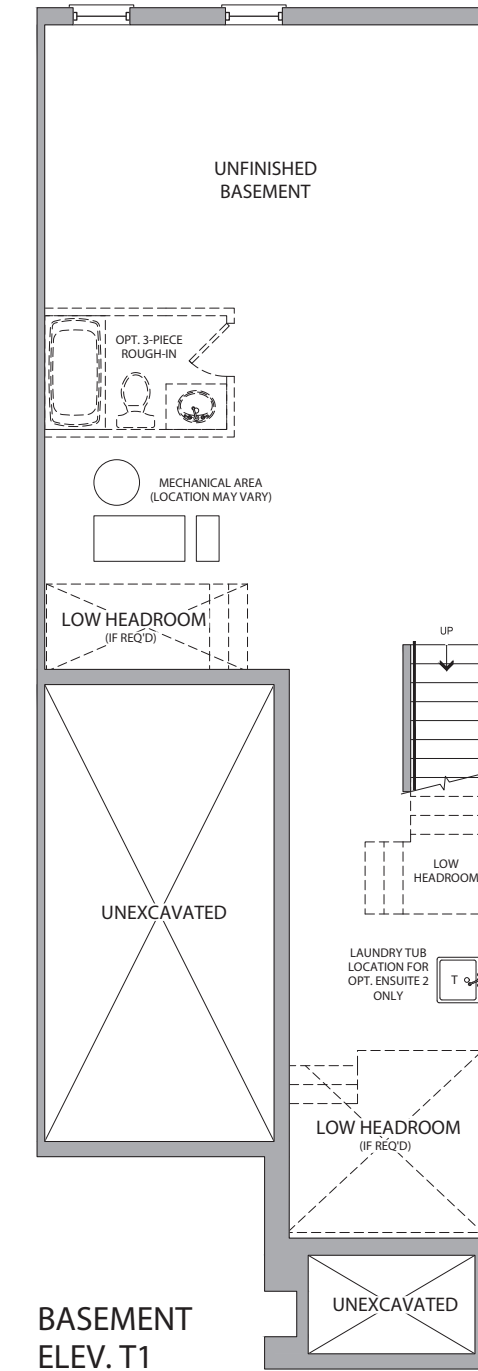 UNFINISHED
BASEMENT
OPT. 3-PIECE
ROUGH-IN
MECHANICAL AREA
(LOCATION MAY VARY)
LOW HEADROOM
(IF REQ'D)
UP
LOW
HEADROOM
UNEXCAVATED
LAUNDRY TUB
LOCATION FOR
OPT. ENSUITE 2
ONLY
T
LOW HEADROOM
(IF REQ'D)
UNEXCAVATED
BASEMENT
ELEV. T1